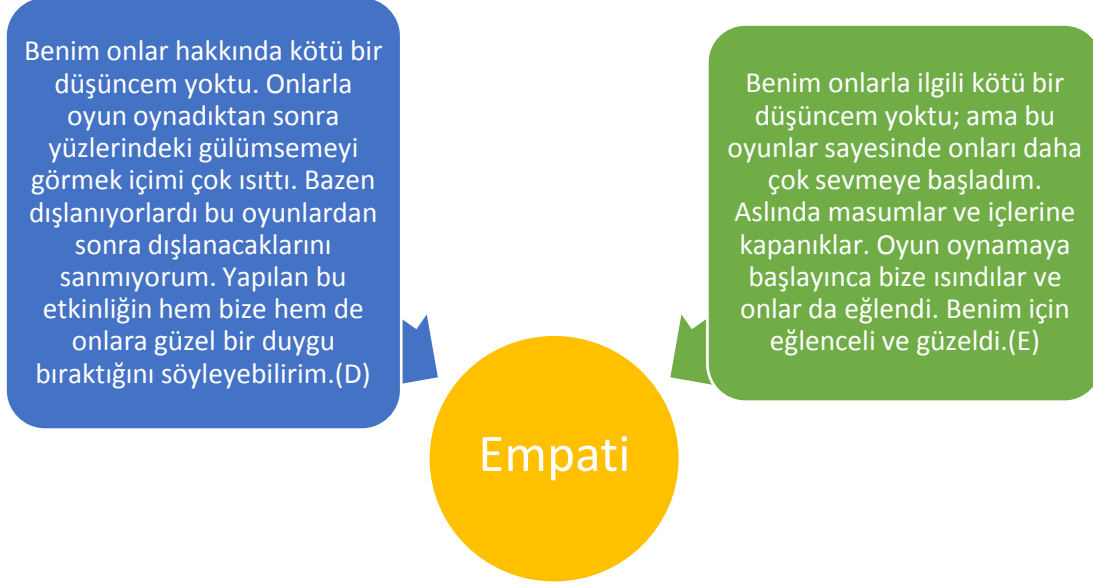 Benim onlar hakkında kötü bir
düşüncem yoktu. Onlarla
oyun oynadıktan sonra
yüzlerindeki gülümsemeyi
görmek içimi çok ısıttı. Bazen
dışlanıyorlardı bu oyunlardan
sonra dışlanacaklarını
sanmıyorum. Yapılan bu
etkinliğin hem bize hem de
onlara güzel bir duygu
bıraktığını söyleyebilirim.(D)
Benim onlarla ilgili kötü bir
düşüncem yoktu; ama bu
oyunlar sayesinde onları daha
çok sevmeye başladım.
Aslında masumlar ve içlerine
kapanıklar. Oyun oynamaya
başlayınca bize ısındılar ve
onlar da eğlendi. Benim için
eğlenceli ve güzeldi.(E)
Empati